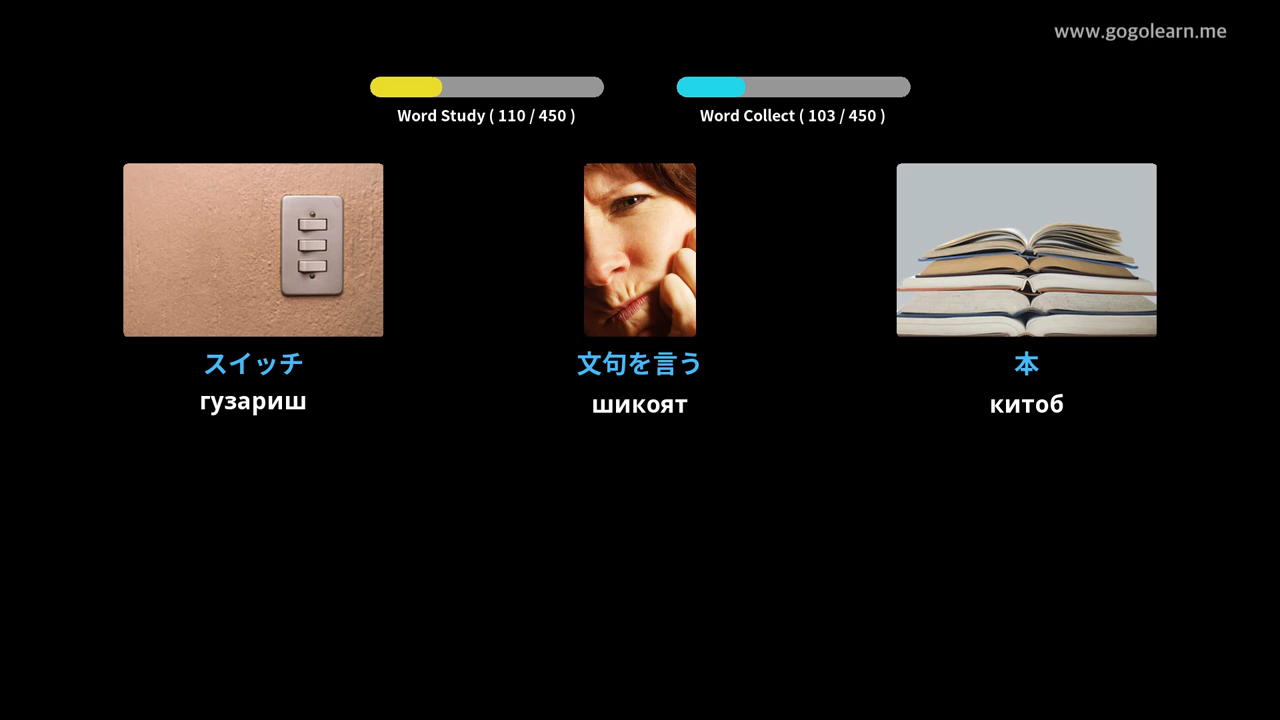 www.gogolearn.me
Word Study ( 110 / 450 )
Word Collect ( 103 / 450 )
スイッチ
гузариш
文句を言う
шикоят
本
китоб